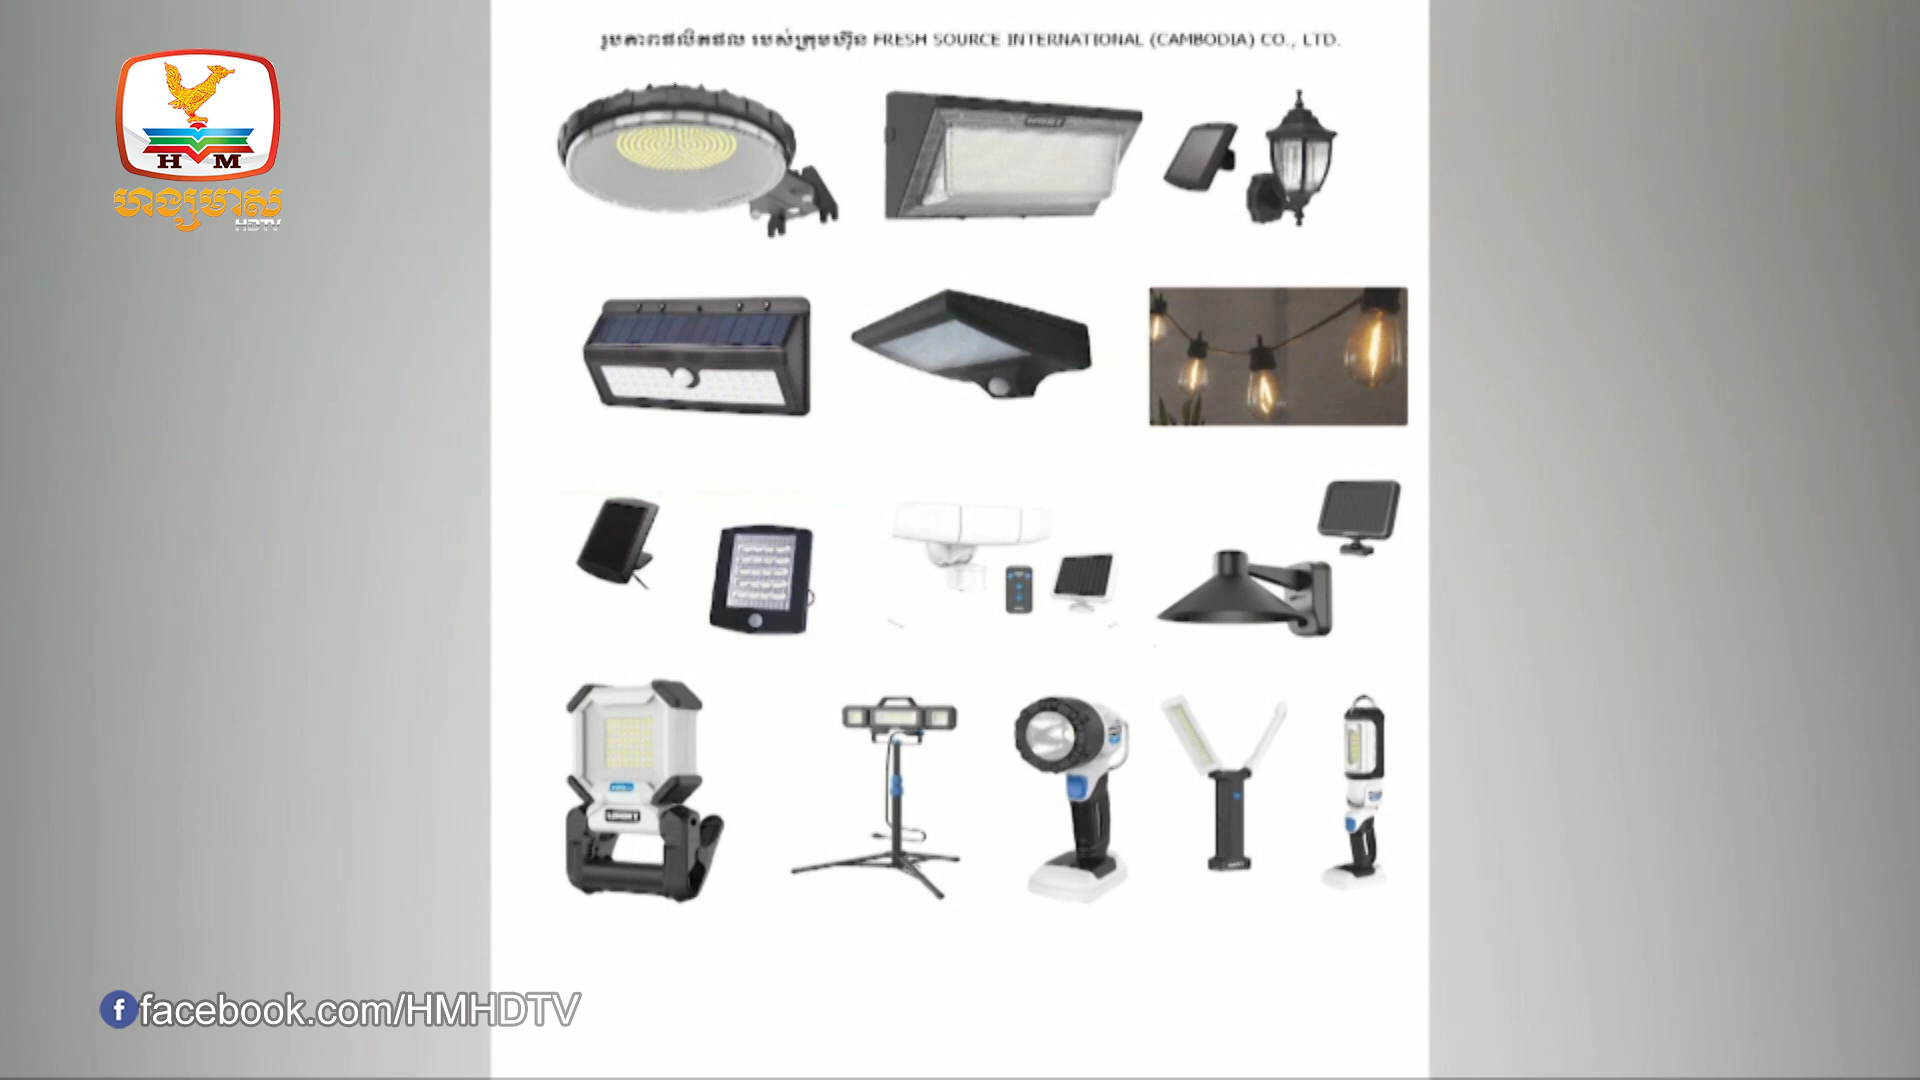 រូបភាពផលិតផល របស់ក្រុមហ៊ុន FRESH SOURCE INTERNATIONAL (CAMBODIA) CO., LTD.
H M
ហង្សមាស
HDTV
facebook.com/HMHDTV